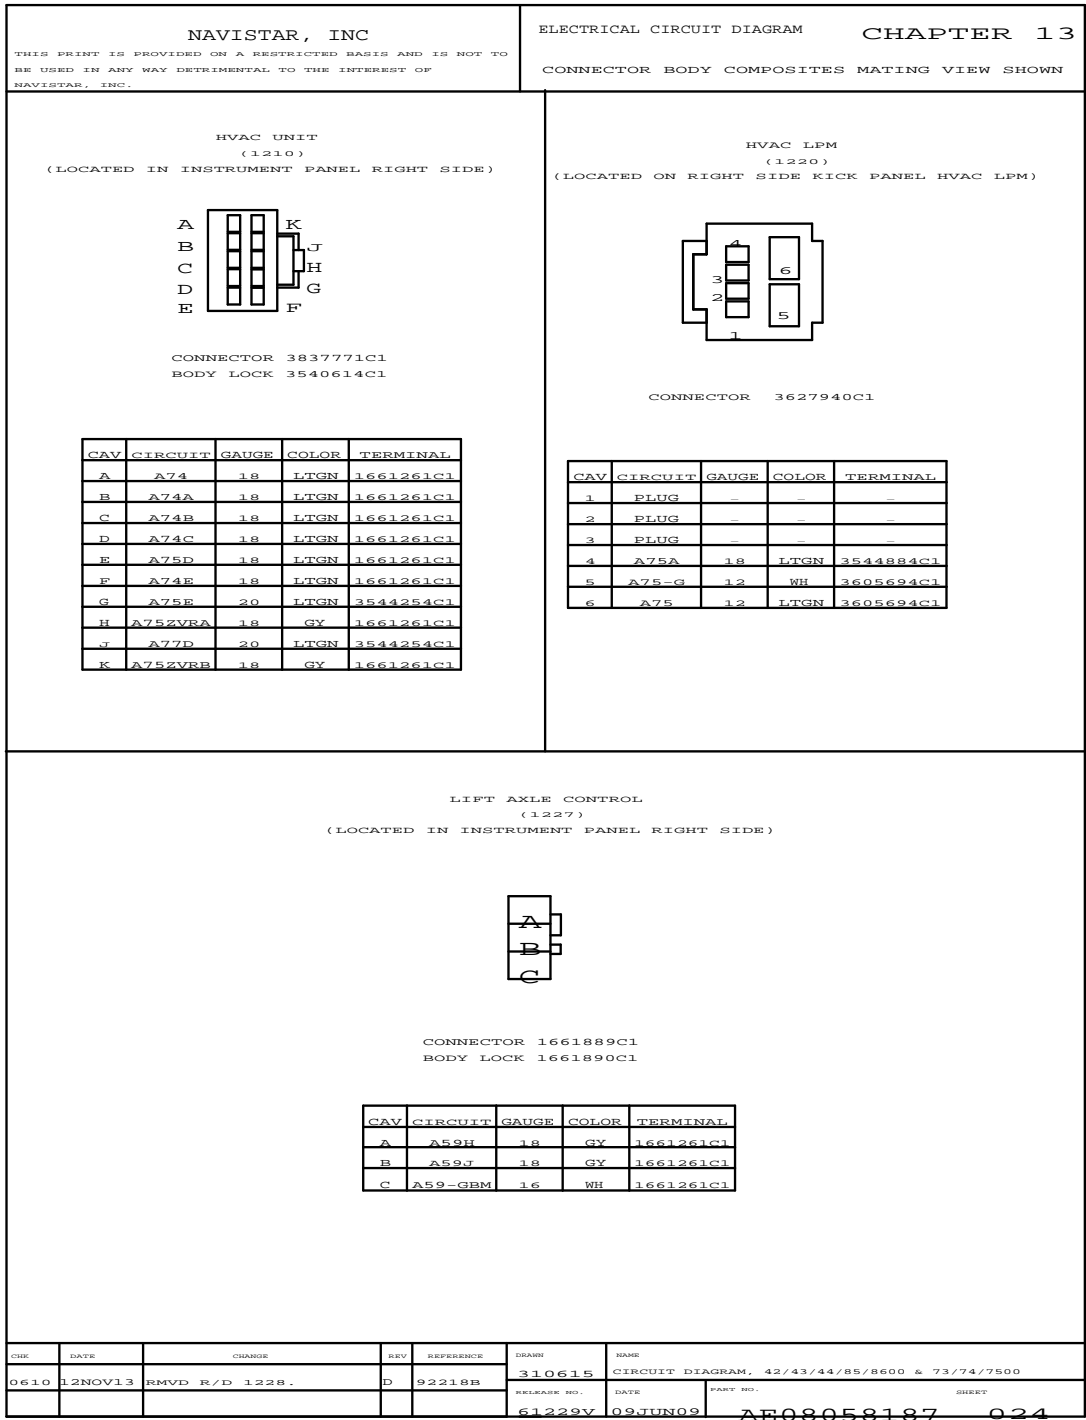 NAVISTAR, INC
THIS PRINT IS PROVIDED ON A RESTRICTED BASIS AND IS NOT TO
BE USED IN ANY WAY DETRIMENTAL TO THE INTEREST OF
NAVISTAR, INC.
ELECTRICAL CIRCUIT DIAGRAM CHAPTER 13
CONNECTOR BODY COMPOSITES MATING VIEW SHOWN
HVAC UNIT
(1210)
(LOCATED IN INSTRUMENT PANEL RIGHT SIDE)
A K
B J
C H
D G
E F
CONNECTOR 3837771C1
BODY LOCK 3540614C1
CAV CIRCUIT GAUGE COLOR TERMINAL
A A74 18 LTGN 1661261C1
B A74A 18 LTGN 1661261C1
C A74B 18 LTGN 1661261C1
D A74C 18 LTGN 1661261C1
E A75D 18 LTGN 1661261C1
F A74E 18 LTGN 1661261C1
G A75E 20 LTGN 3544254C1
H A75ZVRA 18 GY 1661261C1
J A77D 20 LTGN 3544254C1
K A75ZVRB 18 GY 1661261C1
HVAC LPM
(1220)
(LOCATED ON RIGHT SIDE KICK PANEL HVAC LPM)
4
6
3
2
5
1
CONNECTOR 3627940C1
CAV CIRCUIT GAUGE COLOR TERMINAL
1 PLUG – – –
2 PLUG – – –
3 PLUG – – –
4 A75A 18 LTGN 3544884C1
5 A75-G 12 WH 3605694C1
6 A75 12 LTGN 3605694C1
LIFT AXLE CONTROL
(1227)
(LOCATED IN INSTRUMENT PANEL RIGHT SIDE)
A
B
C
CONNECTOR 1661889C1
BODY LOCK 1661890C1
CAV CIRCUIT GAUGE COLOR TERMINAL
A A59H 18 GY 1661261C1
B A59J 18 GY 1661261C1
C A59-GBM 16 WH 1661261C1
CHK DATE CHANGE REV REFERENCE
0610 12NOV13 RMVD R/D 1228. D 92218B
DRAWN
310615
NAME
CIRCUIT DIAGRAM, 42/43/44/85/8600 & 73/74/7500
RELEASE NO.
61229V
DATE
09JUN09
PART NO. SHEET
AE08058187 024